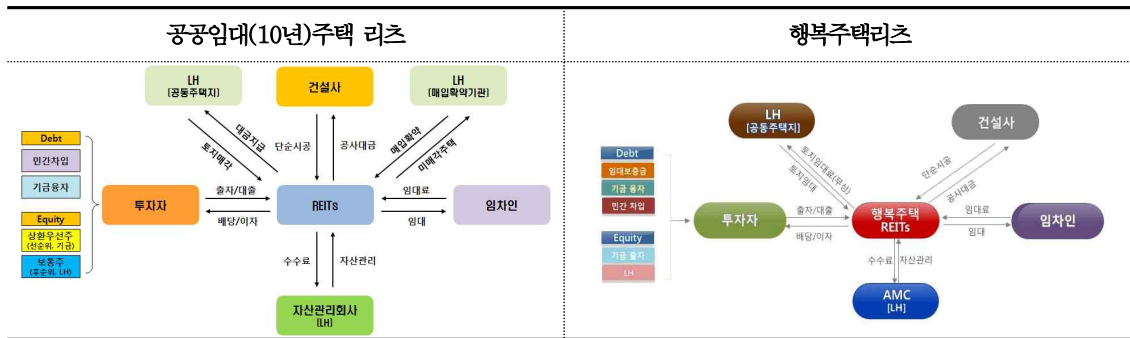 공공임대(10년)주택 리츠
LH
[공동주택지]
건설사
LH
[매입확약기관]
대금지급
토지매각
단순시공
공사대금
매입확약
미매각주택
Debt
민간차입
기금융자
Equity
상환우선주
(선순위, 기금)
보통주
(후순위, LH)
투자자
출자/대출
배당/이자
REITs
임대료
임대
임차인
수수료
자산관리
자산관리회사
[LH]
행복주택리츠
LH
[공동주택지]
건설사
토지임대료(무상)
토지임대
단순시공
공사대금
Debt
임대보증금
기금 융자
민간 차입
Equity
기금 출자
LH
투자자
출자/대출
배당/이자
행복주택
REITs
임대료
임대
임차인
수수료
자산관리
AMC
[LH]